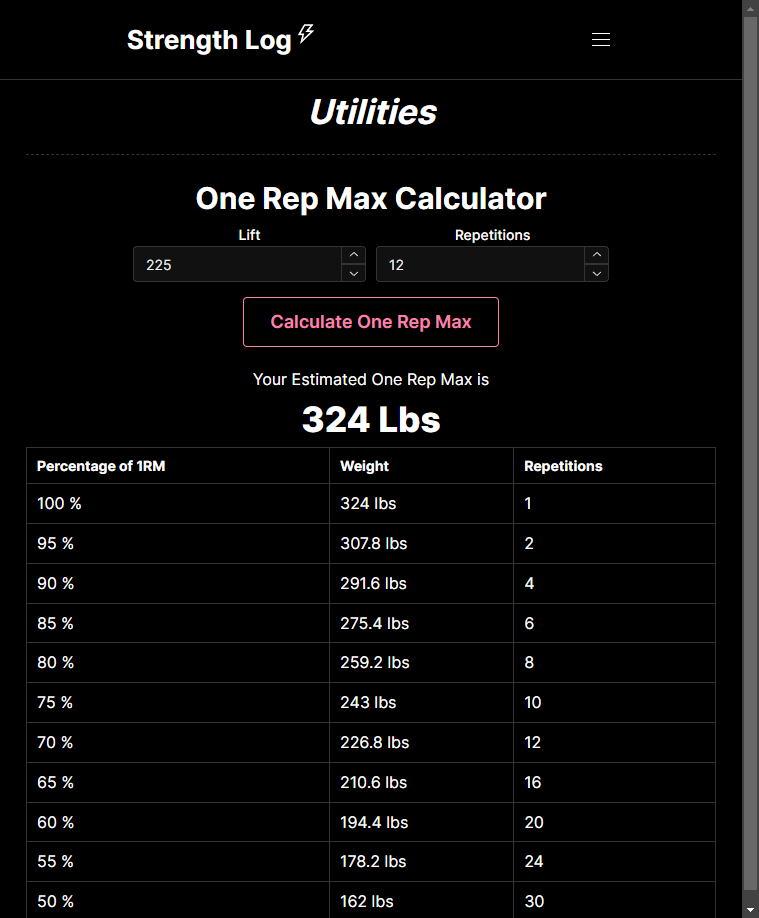 Strength Log
Utilities
One Rep Max Calculator
Lift Repetitions
225 12
Calculate One Rep Max
Your Estimated One Rep Max is
324 Lbs
Percentage of 1RM Weight Repetitions
100 % 324 lbs 1
95 % 307.8 lbs 2
90 % 291.6 lbs 4
85 % 275.4 lbs 6
80 % 259.2 lbs 8
75 % 243 lbs 10
70 % 226.8 lbs 12
65 % 210.6 lbs 16
60 % 194.4 lbs 20
55 % 178.2 lbs 24
50 % 162 lbs 30